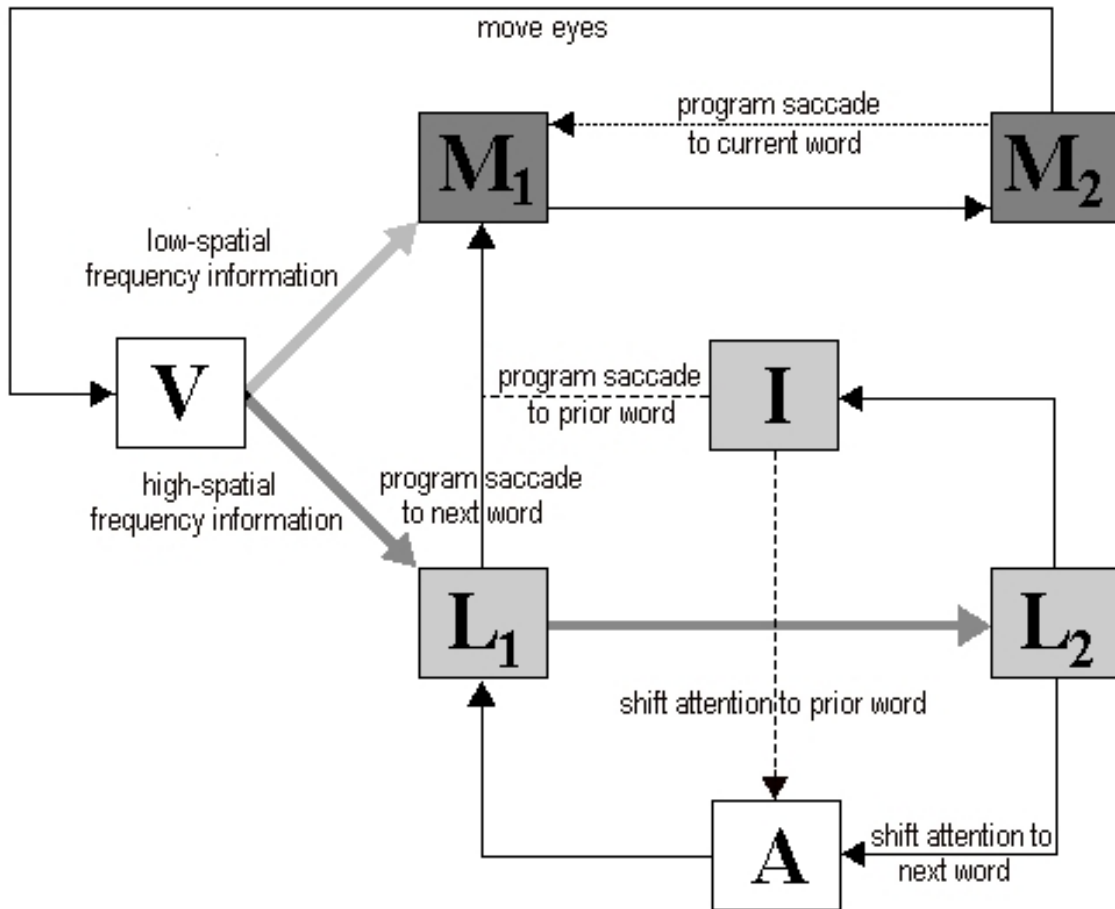 move eyes
program saccade
to current word
M1
M2
low-spatial
frequency information
V
program saccade
to prior word
I
high-spatial
frequency information
program saccade
to next word
L1
L2
shift attention to prior word
A
shift attention to
next word